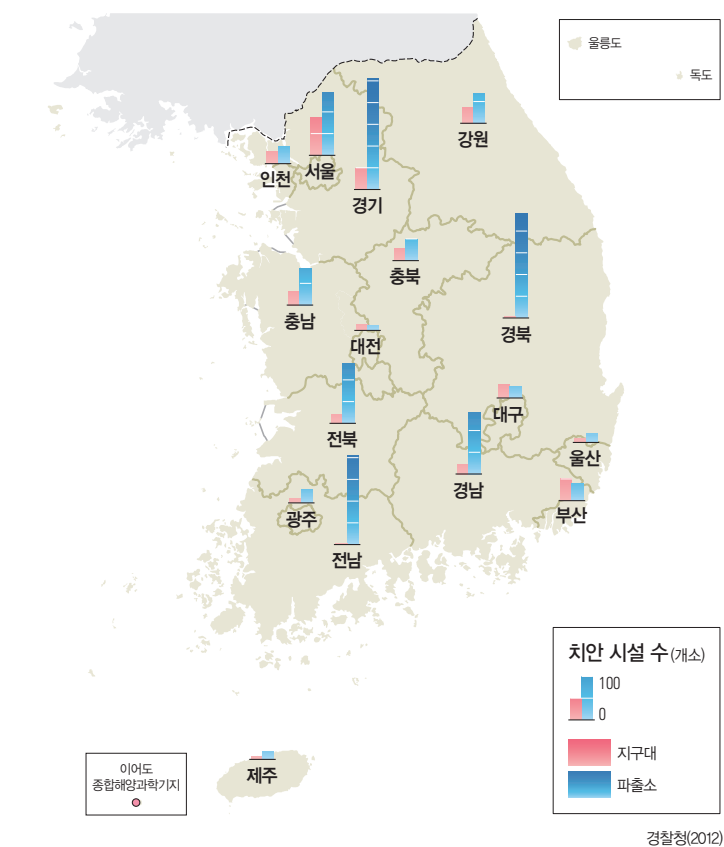 울릉도
독도
강원
서울
인천
경기
충북
충남
경북
대전
대구
전북
울산
경남
부산
광주
전남
제주
이어도
종합해양과학기지
치안 시설 수 (개소)
100
0
지구대
파출소
경찰청(2012)